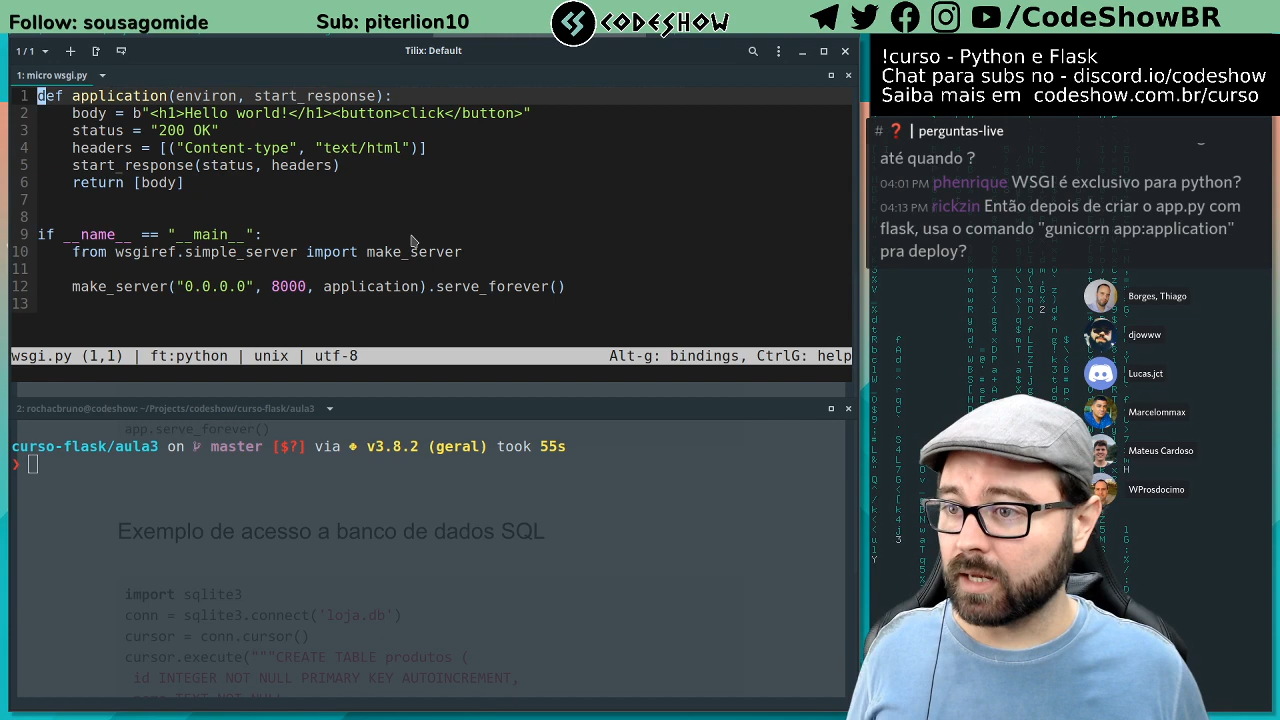 Follow: sousagomide
Sub: piterlion10
CODESHOW
/CodeShowBR
1 / 1
Tilix: Default
1: micro wsgi.py
1 def application(environ, start_response):
2 body = b"<h1>Hello world!</h1><button>click</button>"
3 status = "200 OK"
4 headers = [("Content-type", "text/html")]
5 start_response(status, headers)
6 return [body]
7
8
9 if __name__ == "__main__":
10 from wsgiref.simple_server import make_server
11
12 make_server("0.0.0.0", 8000, application).serve_forever()
13
wsgi.py (1,1) | ft:python | unix | utf-8
Alt-g: bindings, CtrlG: help
2: rochacbruno@codeshow: ~/Projects/codeshow/curso-flask/aula3
app.serve_forever()
curso-flask/aula3 on master [$?] via v3.8.2 (geral) took 55s
❯
Exemplo de acesso a banco de dados SQL
import sqlite3
conn = sqlite3.connect('loja.db')
cursor = conn.cursor()
cursor.execute("""CREATE TABLE produtos (
id INTEGER NOT NULL PRIMARY KEY AUTOINCREMENT,
!curso - Python e Flask
Chat para subs no - discord.io/codeshow
Saiba mais em codeshow.com.br/curso
# ❓ | perguntas-live
até quando ?
04:01 PM phenrique WSGI é exclusivo para python?
04:13 PM rickzin Então depois de criar o app.py com
flask, usa o comando "gunicorn app:application"
pra deploy?
Borges, Thiago
djowww
Lucas.jct
Marcelommax
Mateus Cardoso
WProsdocimo